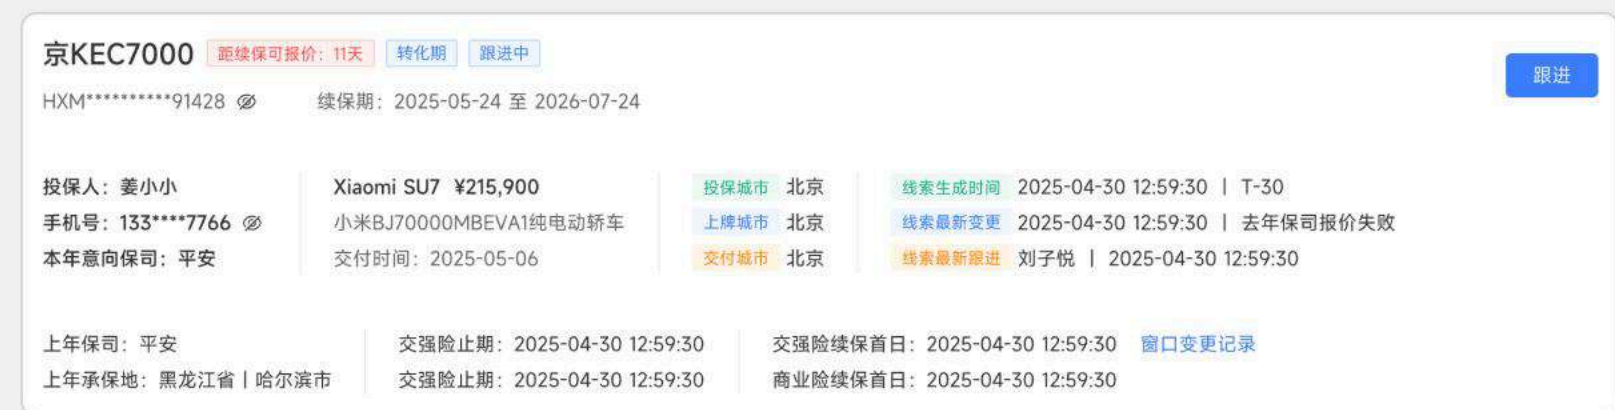 京KEC7000 距续保可报价：11天 转化期 跟进中
跟进
HXM**********91428 续保期：2025-05-24 至 2026-07-24
投保人：姜小小 Xiaomi SU7 ¥215,900 投保城市 北京 线索生成时间 2025-04-30 12:59:30 | T-30
手机号：133****7766 小米BJ70000MBEVA1纯电动轿车 上牌城市 北京 线索最新变更 2025-04-30 12:59:30 | 去年保司报价失败
本年意向保司：平安 交付时间：2025-05-06 交付城市 北京 线索最新跟进 刘子悦 | 2025-04-30 12:59:30
上年保司：平安 交强险止期：2025-04-30 12:59:30 交强险续保首日：2025-04-30 12:59:30 窗口变更记录
上年承保地：黑龙江省 | 哈尔滨市 交强险止期：2025-04-30 12:59:30 商业险续保首日：2025-04-30 12:59:30